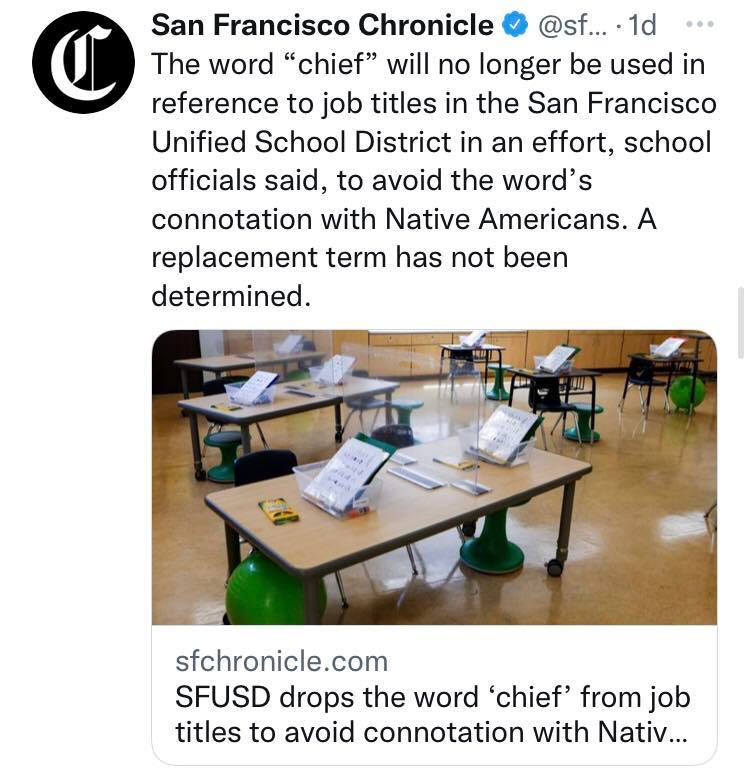 San Francisco Chronicle @sf... · 1d ...
The word “chief” will no longer be used in
reference to job titles in the San Francisco
Unified School District in an effort, school
officials said, to avoid the word’s
connotation with Native Americans. A
replacement term has not been
determined.
sfchronicle.com
SFUSD drops the word ‘chief’ from job
titles to avoid connotation with Nativ...